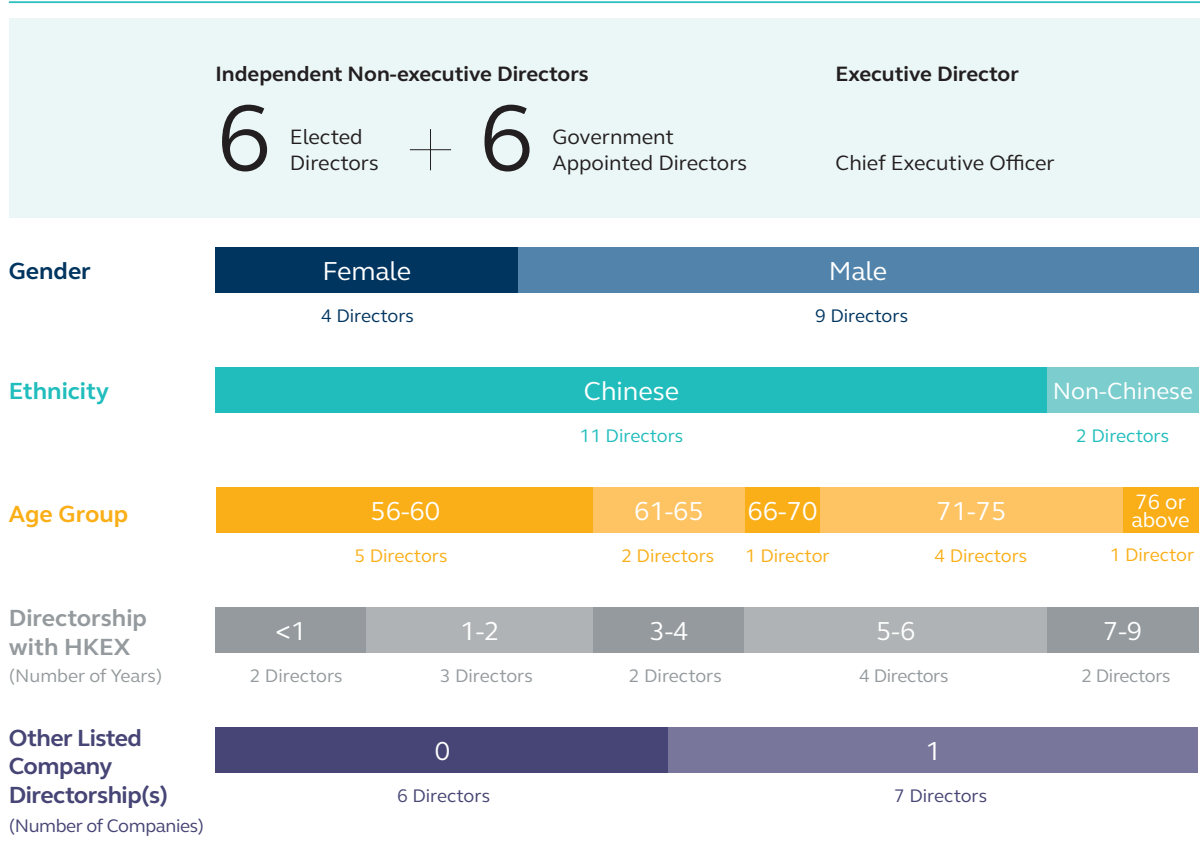 Independent Non-executive Directors
Executive Director
6 Elected Directors + 6 Government Appointed Directors
Chief Executive Officer
Gender
Female Male
4 Directors 9 Directors
Ethnicity
Chinese Non-Chinese
11 Directors 2 Directors
Age Group
56-60 61-65 66-70 71-75 76 or above
5 Directors 2 Directors 1 Director 4 Directors 1 Director
Directorship
with HKEX
(Number of Years)
<1 1-2 3-4 5-6 7-9
2 Directors 3 Directors 2 Directors 4 Directors 2 Directors
Other Listed
Company
Directorship(s)
(Number of Companies)
0 1
6 Directors 7 Directors